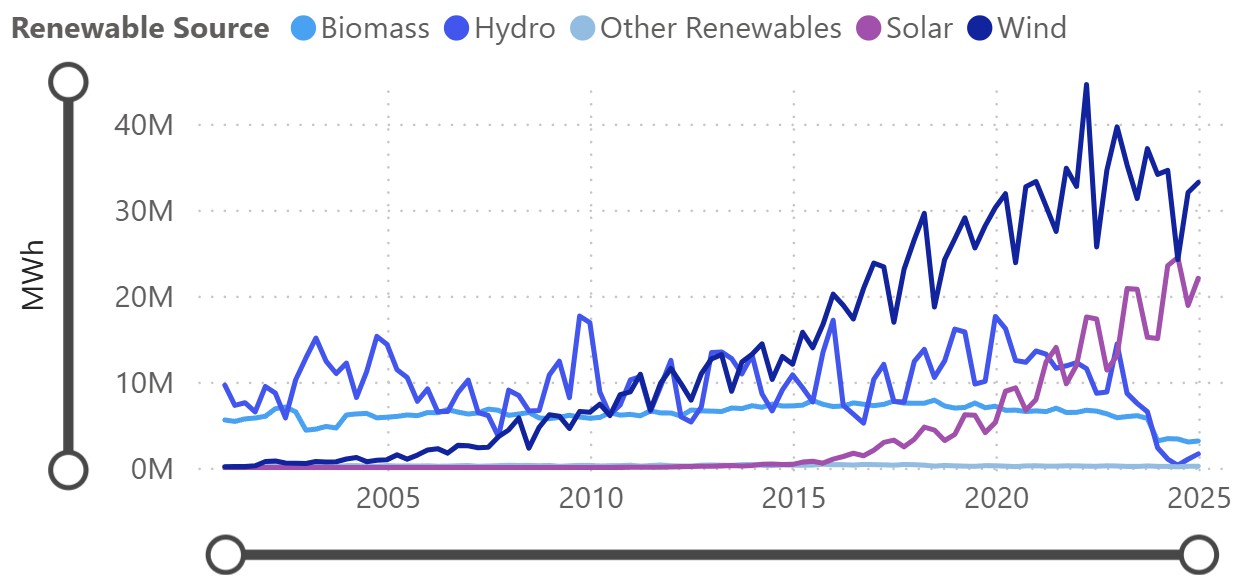 Renewable Source Biomass Hydro Other Renewables Solar Wind
40M
30M
20M
10M
0M
MWh
2005 2010 2015 2020 2025